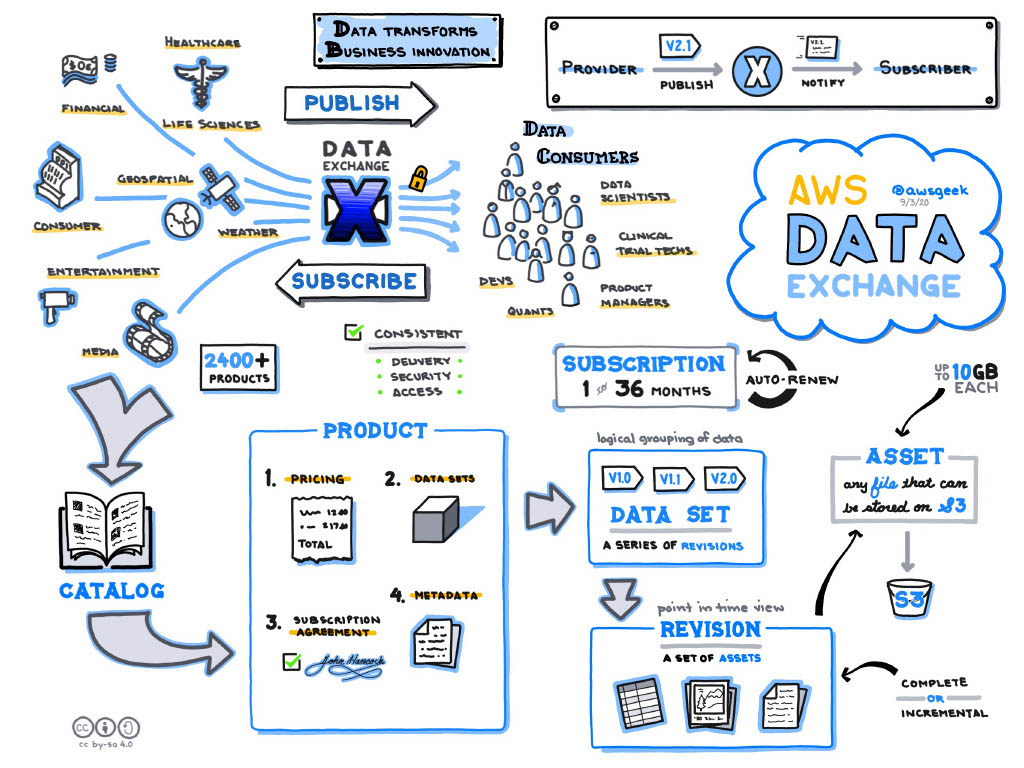 DATA TRANSFORMS
BUSINESS INNOVATION
HEALTHCARE
$ O €
FINANCIAL
LIFE SCIENCES
PUBLISH
V2.1
V2.1
PROVIDER
X
SUBSCRIBER
PUBLISH
NOTIFY
DATA
EXCHANGE
X
GEOSPATIAL
CONSUMER
WEATHER
ENTERTAINMENT
MEDIA
SUBSCRIBE
DATA
CONSUMERS
DATA
SCIENTISTS
CLINICAL
TRIAL TECHS
DEVS
PRODUCT
MANAGERS
QUANTS
AWS
@awsgeek
9/3/20
DATA
EXCHANGE
2400+
PRODUCTS
CONSISTENT
DELIVERY
SECURITY
ACCESS
SUBSCRIPTION
1 36 MONTHS
AUTO-RENEW
UP TO 10GB
EACH
CATALOG
PRODUCT
1. PRICING
TOTAL
2. DATA SETS
3. SUBSCRIPTION
AGREEMENT
John Hancock
4. METADATA
logical grouping of data
V1.0 V1.1 V2.0
DATA SET
A SERIES OF REVISIONS
ASSET
any file that can
be stored on S3
S3
point in time view
REVISION
A SET OF ASSETS
COMPLETE
OR
INCREMENTAL
cc
cc by-sa 4.0